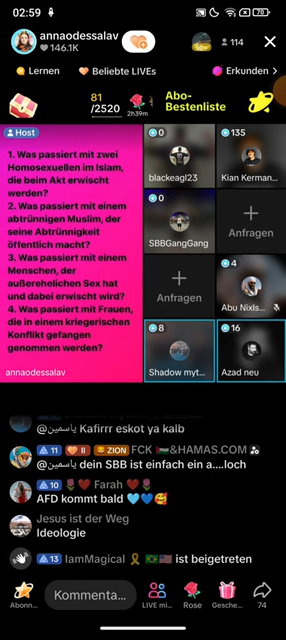 02:59
70
annaodessalav
146.1K
50+
114
Lernen
Beliebte LIVEs
Erkunden
81
/2520
2h39m
Abo-
Bestenliste
Host
1. Was passiert mit zwei
Homosexuellen im Islam,
die beim Akt erwischt
werden?
2. Was passiert mit einem
abtrünnigen Muslim, der
seine Abtrünnigkeit
öffentlich macht?
3. Was passiert mit einem
Menschen, der
außerehelichen Sex hat
und dabei erwischt wird?
4. Was passiert mit Frauen,
die in einem kriegerischen
Konflikt gefangen
genommen werden?
annaodessalav
0
blackeagl23
135
Kian Kerman...
0
SBBGangGang
Anfragen
Anfragen
4
Abu Nixls...
8
Shadow myt...
16
Azad neu
@ياسمين Kafirrr eskot ya kalb
11 II ZION FCK 🇵🇸&HAMAS.COM
@ياسمين dein SBB ist einfach ein a....loch
10 🌹❤️ Farah ❤️🌹
AFD kommt bald 💙🩵🥰
Jesus ist der Weg
Ideologie
13 IamMagical 🎗️ 🇧🇷🇺🇸 ist beigetreten
Abonn...
Kommenta...
LIVE mi...
Rose
Gesche...
74